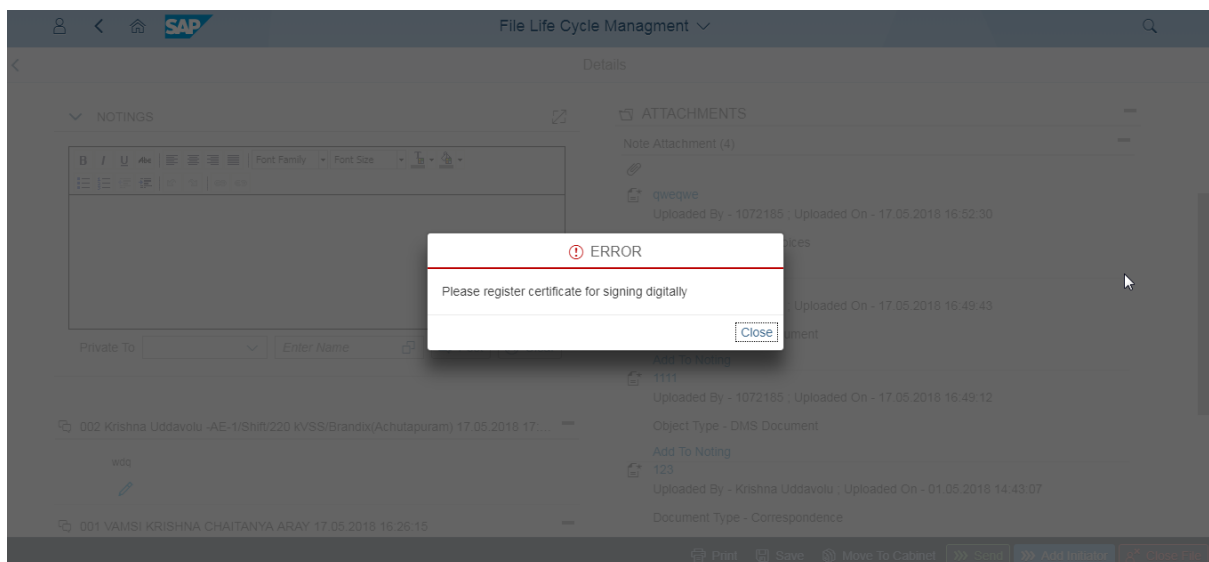 SAP
File Life Cycle Managment
Details
NOTINGS
B I U Abc Font Family Font Size
Private To
Enter Name
002 Krishna Uddavolu -AE-1/Shift/220 kVSS/Brandix(Achutapuram) 17.05.2018 17....
wdq
001 VAMSI KRISHNA CHAITANYA ARAY 17.05.2018 16:26:15
ATTACHMENTS
Note Attachment (4)
qweqwe
Uploaded By - 1072185 ; Uploaded On - 17.05.2018 16:52:30
; Uploaded On - 17.05.2018 16:49:43
Add To Noting
1111
Uploaded By - 1072185 ; Uploaded On - 17.05.2018 16:49:12
Object Type - DMS Document
Add To Noting
123
Uploaded By - Krishna Uddavolu ; Uploaded On - 01.05.2018 14:43:07
Document Type - Correspondence
ERROR
Please register certificate for signing digitally
Close
Print Save Move To Cabinet Send Add Initiator Close File